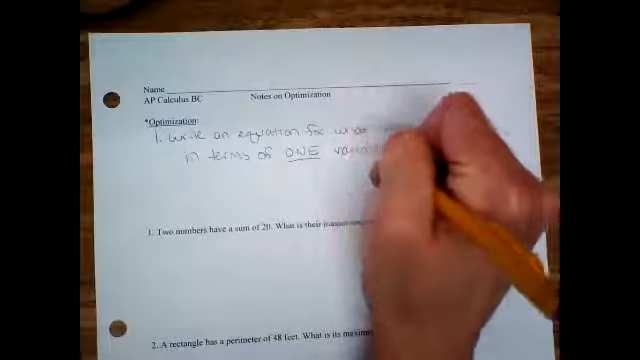 Name
AP Calculus BC Notes on Optimization
*Optimization:
1. Write an equation for what
in terms of ONE
1. Two numbers have a sum of 20. What is their maximum
2. A rectangle has a perimeter of 48 feet. What is its